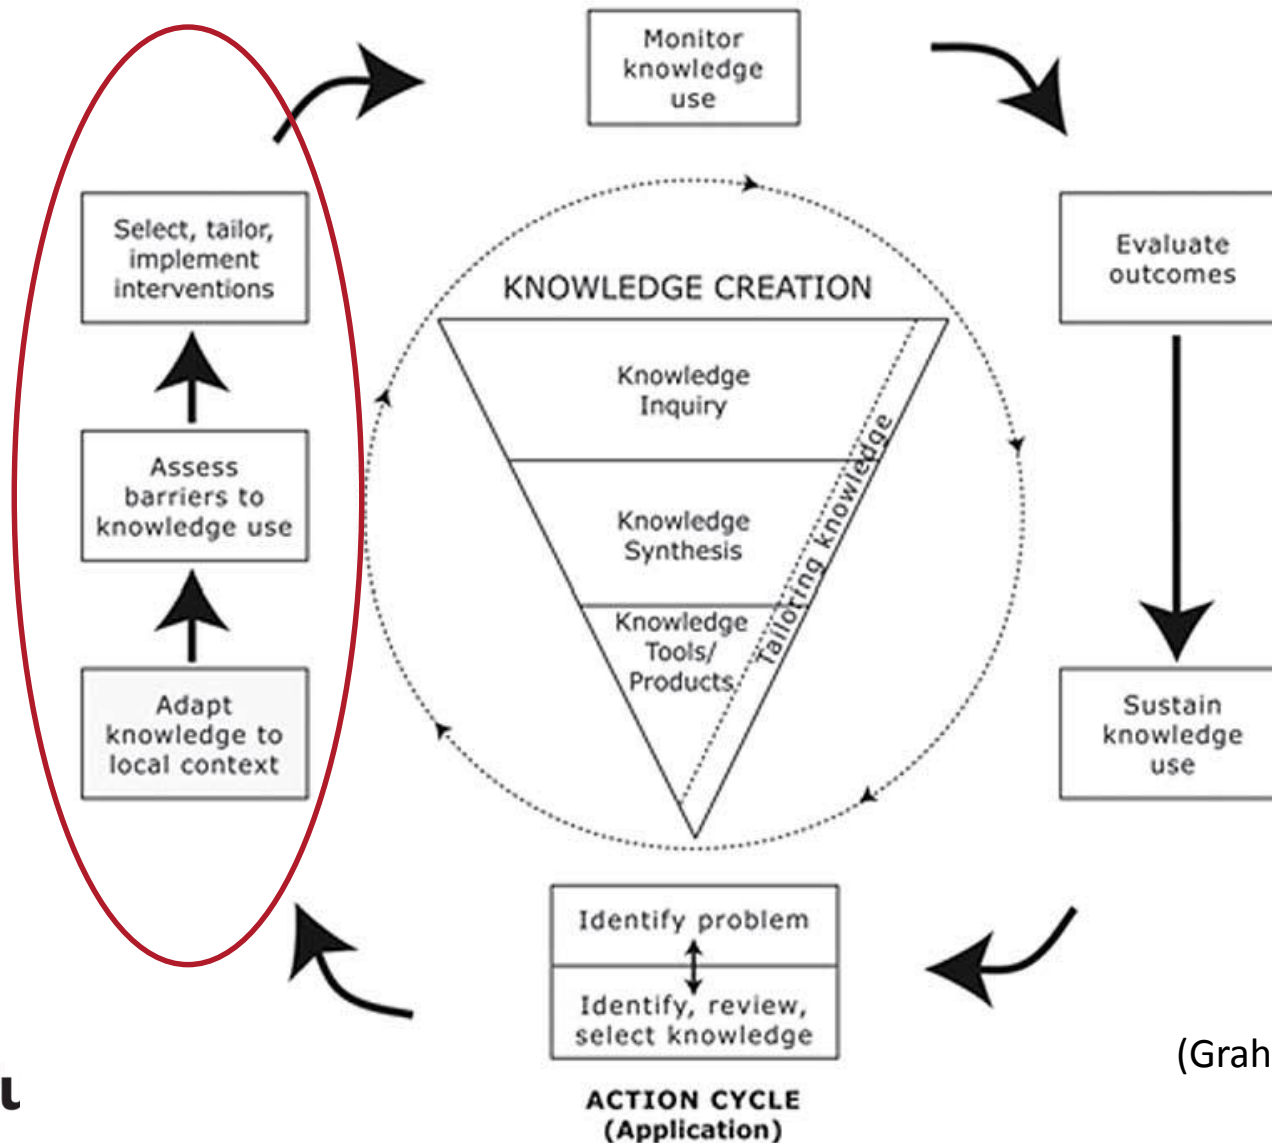 Monitor
knowledge
use
Select, tailor,
implement
interventions
Evaluate
outcomes
KNOWLEDGE CREATION
Knowledge
Inquiry
Assess
barriers to
knowledge use
Knowledge
Synthesis
Tailoring knowledge
Knowledge
Tools/
Products
Adapt
knowledge to
local context
Sustain
knowledge
use
Identify problem
Identify, review,
select knowledge
(Grah
ACTION CYCLE
(Application)